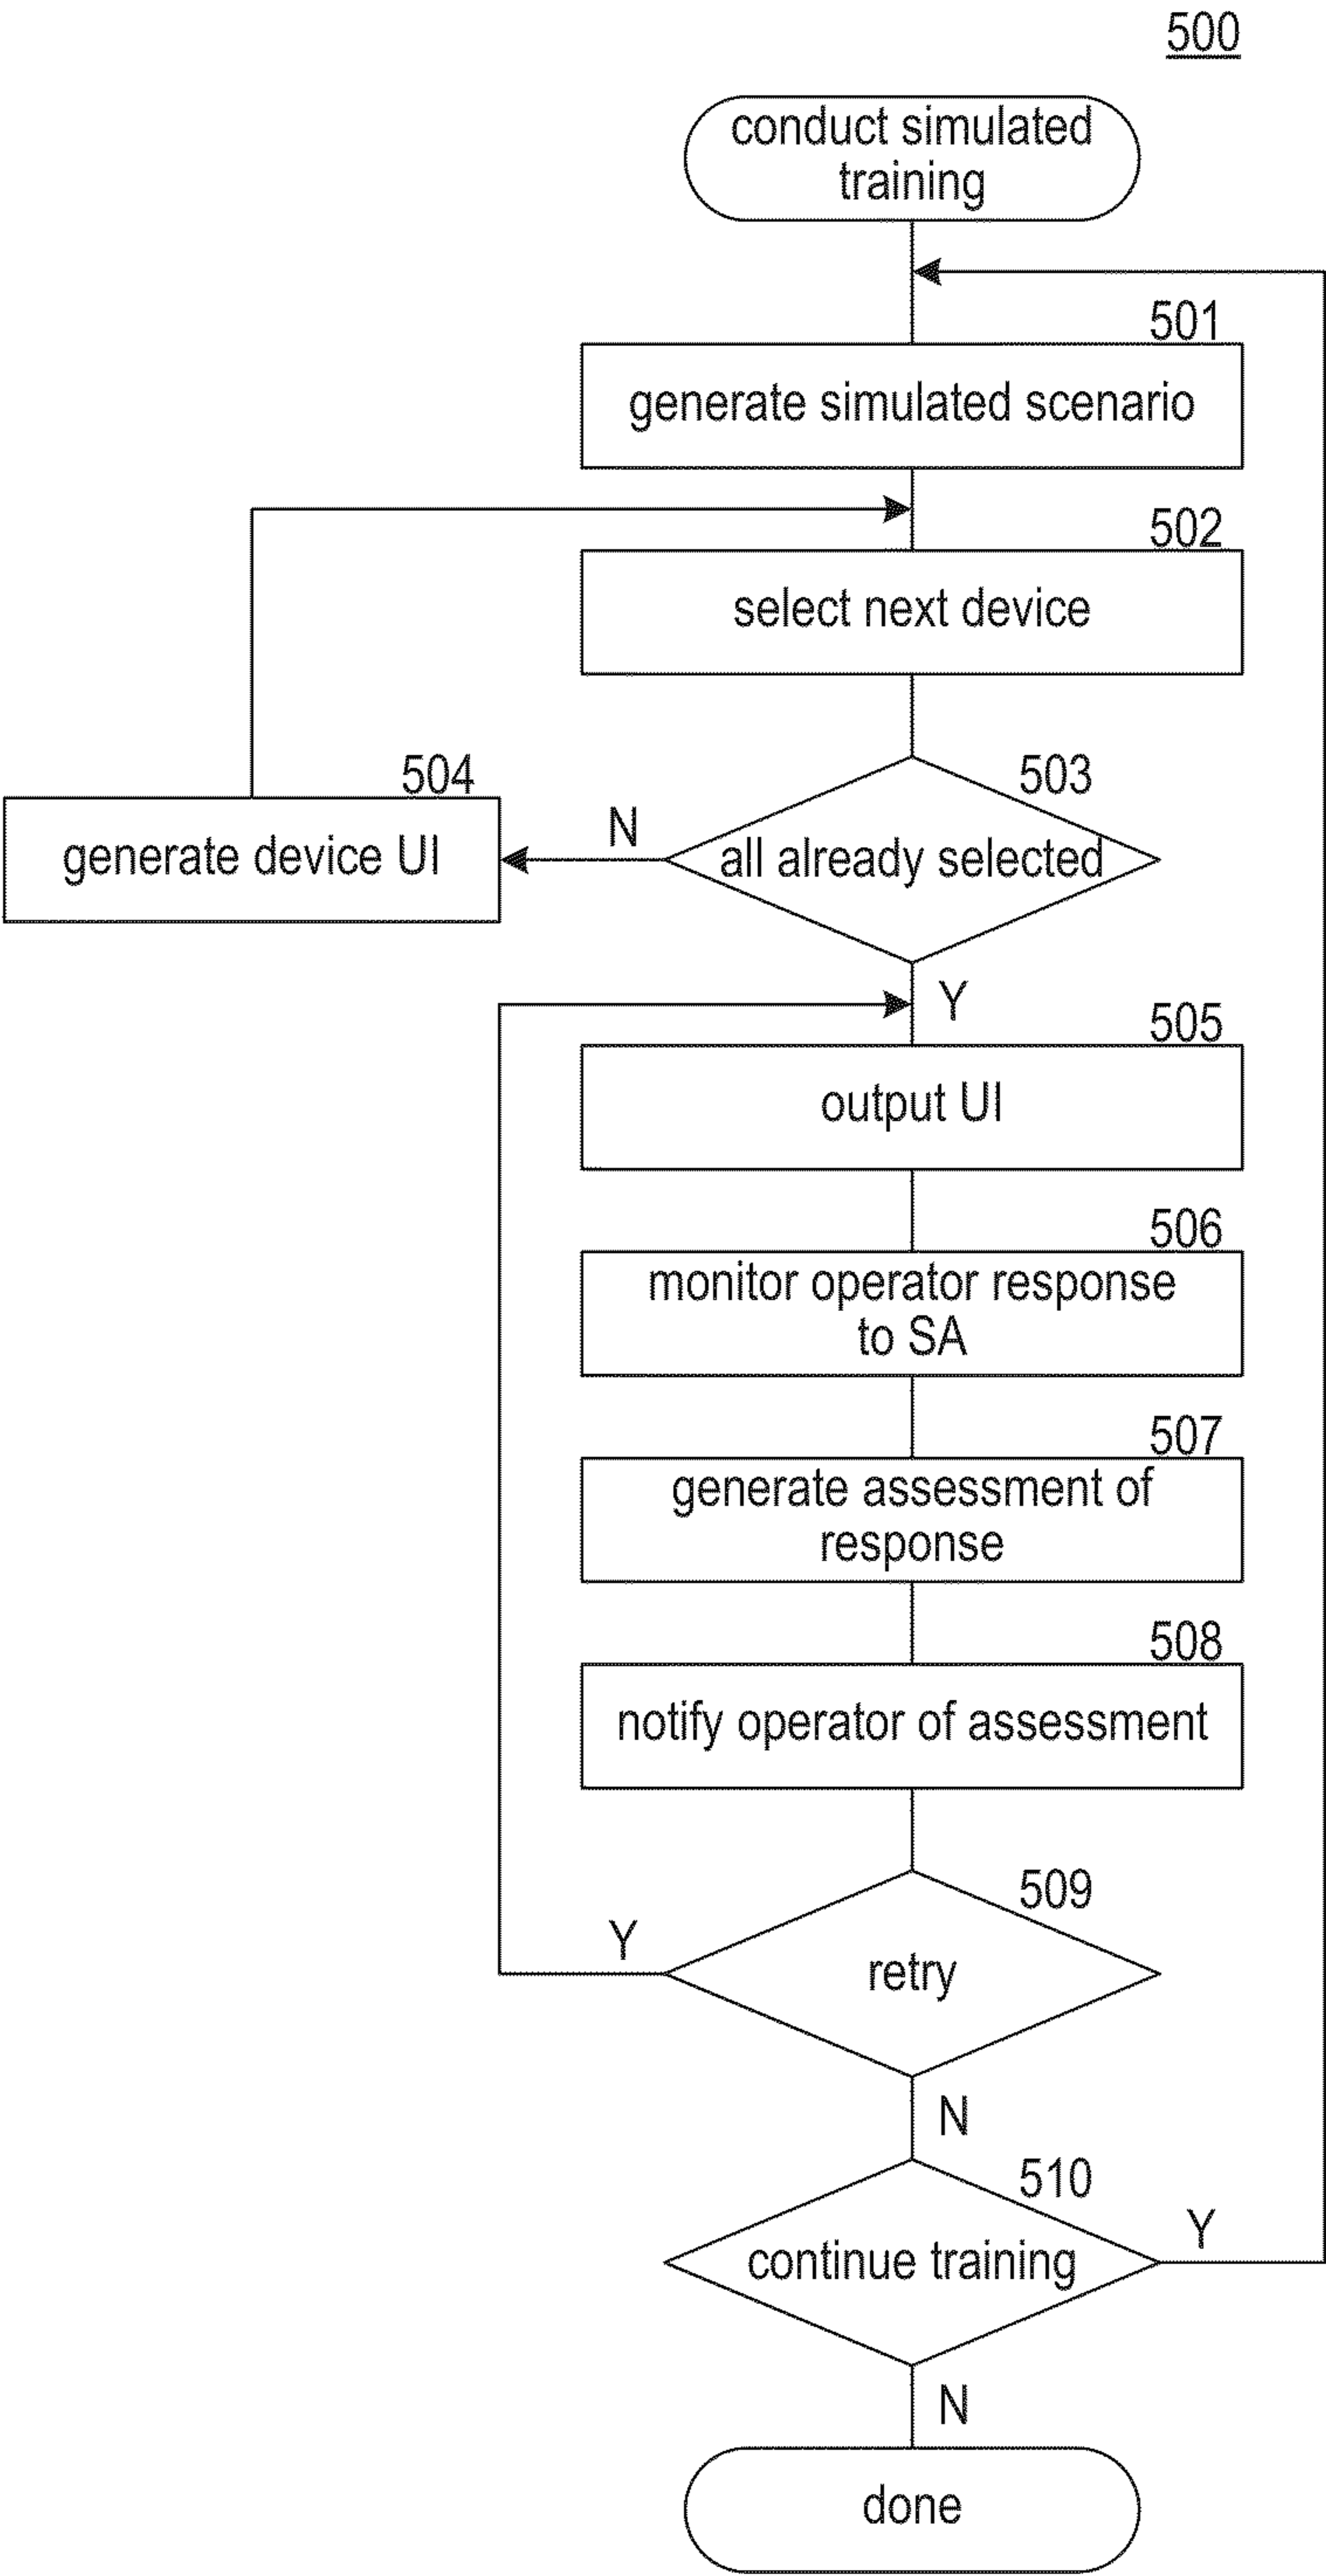 500
conduct simulated
training
501
generate simulated scenario
502
select next device
503
all already selected
N
504
generate device UI
Y
505
output UI
506
monitor operator response
to SA
507
generate assessment of
response
508
notify operator of assessment
509
retry
Y
N
510
continue training
Y
N
done